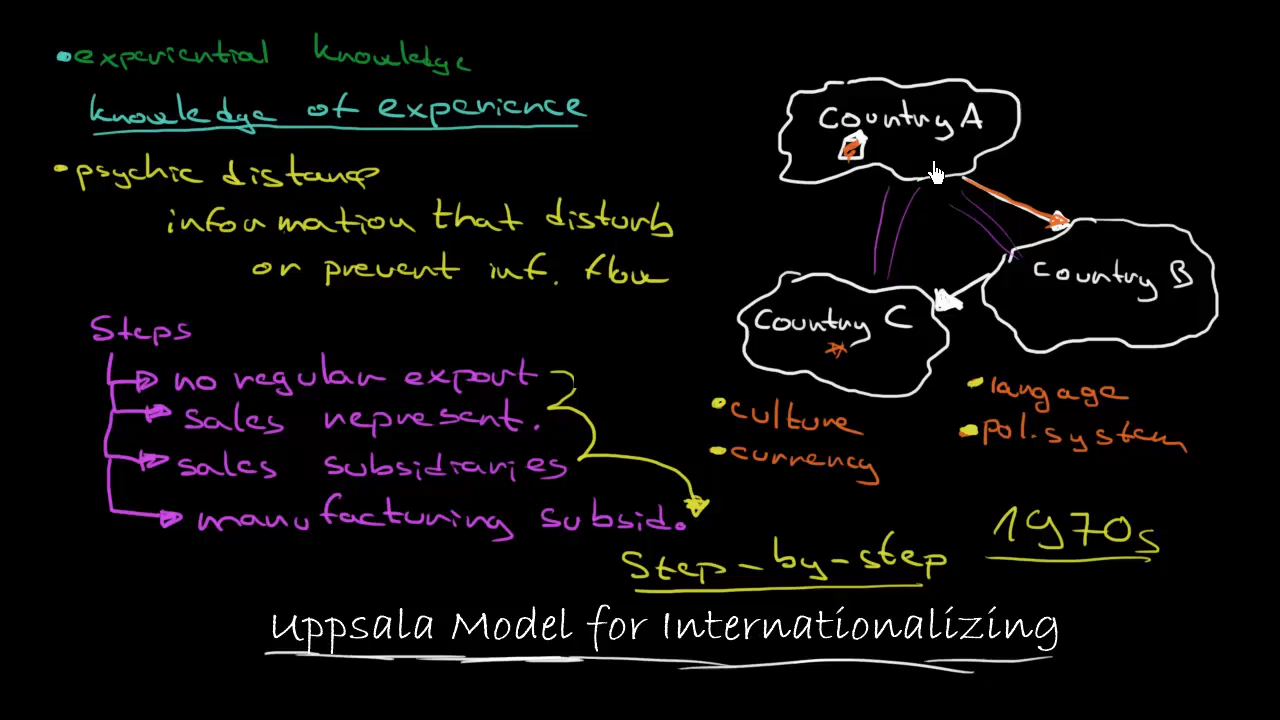 experiential knowledge
knowledge of experience
psychic distance
information that disturb
or prevent inf. flow
Steps
no regular export
sales represent.
sales subsidiaries
manufacturing subsid.
Country A
Country B
Country C
culture
currency
langage
pol. system
1970s
Step-by-step
Uppsala Model for Internationalizing